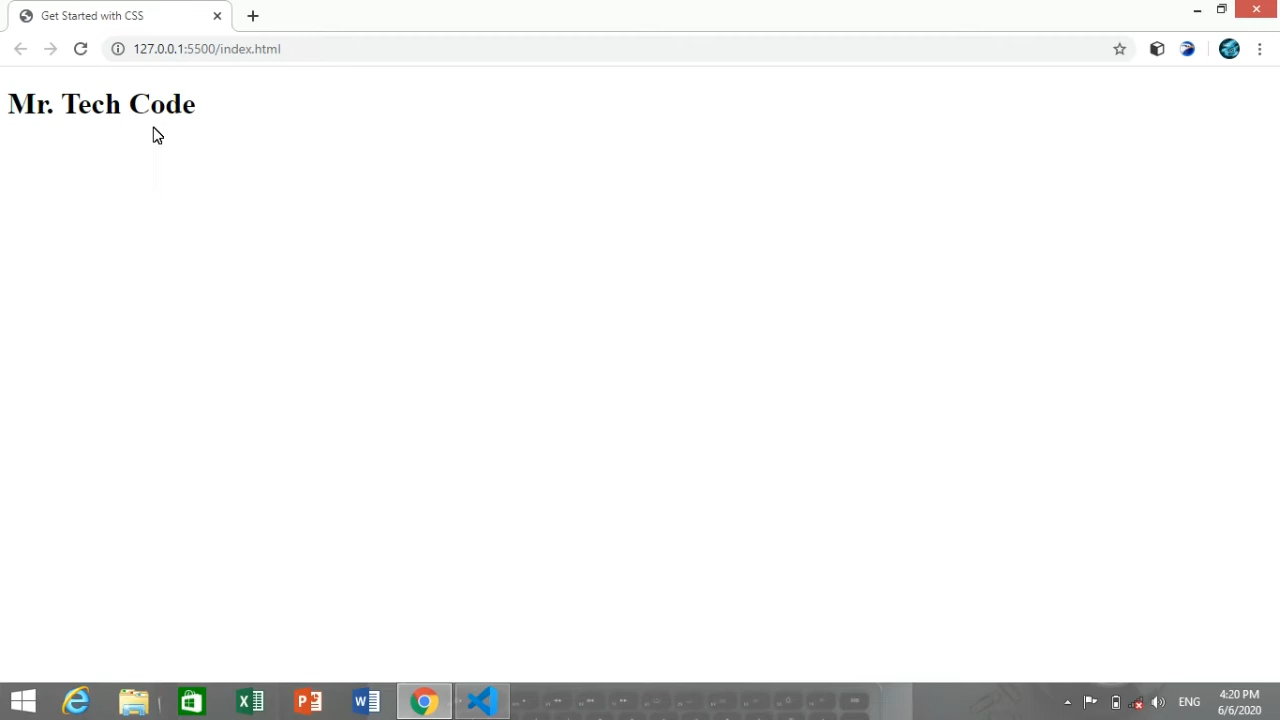 Get Started with CSS
127.0.0.1:5500/index.html
Mr. Tech Code
ENG
4:20 PM
6/6/2020